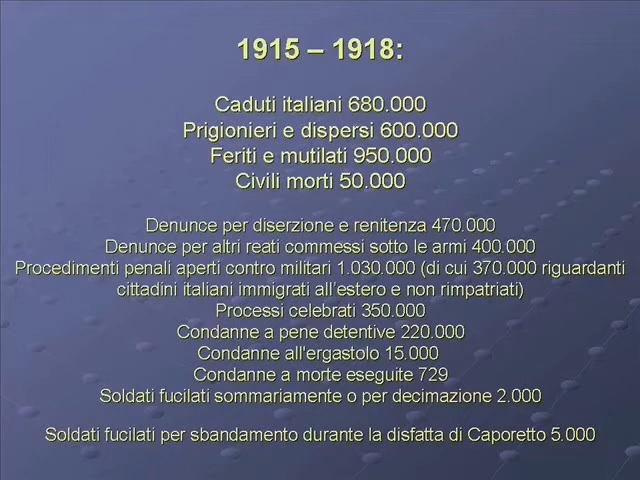 1915 – 1918:
Caduti italiani 680.000
Prigionieri e dispersi 600.000
Feriti e mutilati 950.000
Civili morti 50.000
Denunce per diserzione e renitenza 470.000
Denunce per altri reati commessi sotto le armi 400.000
Procedimenti penali aperti contro militari 1.030.000 (di cui 370.000 riguardanti
cittadini italiani immigrati all’estero e non rimpatriati)
Processi celebrati 350.000
Condanne a pene detentive 220.000
Condanne all'ergastolo 15.000
Condanne a morte eseguite 729
Soldati fucilati sommariamente o per decimazione 2.000
Soldati fucilati per sbandamento durante la disfatta di Caporetto 5.000